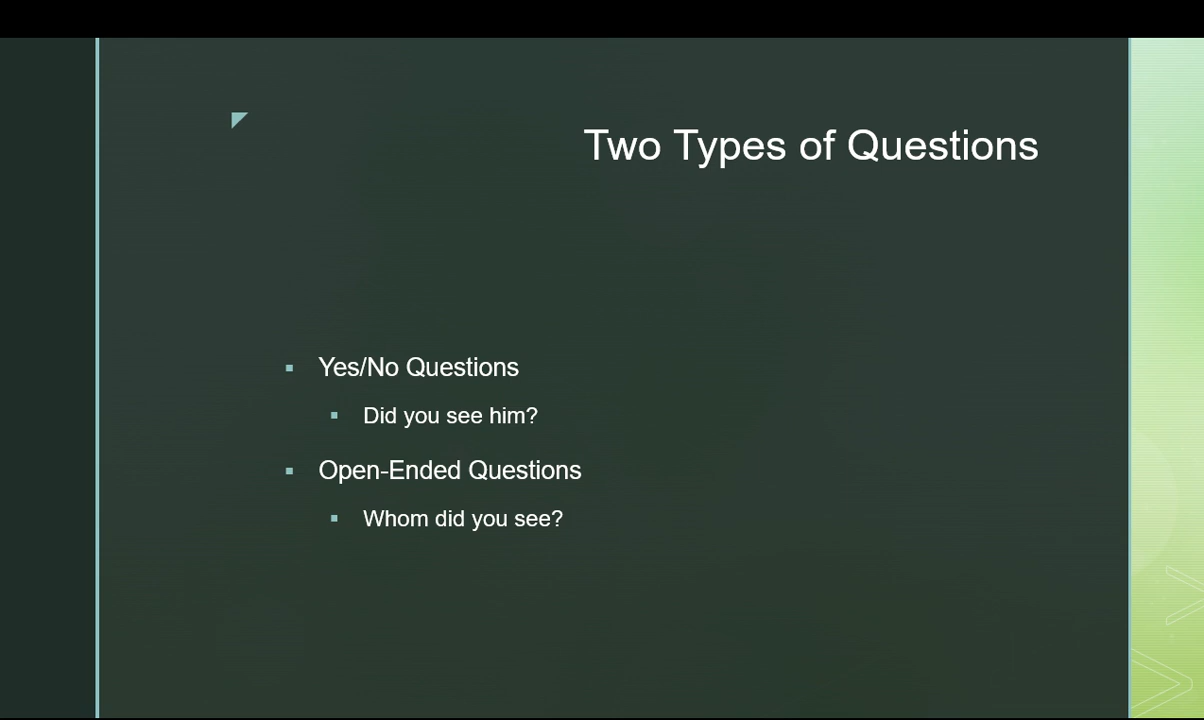 Two Types of Questions
Yes/No Questions
Did you see him?
Open-Ended Questions
Whom did you see?